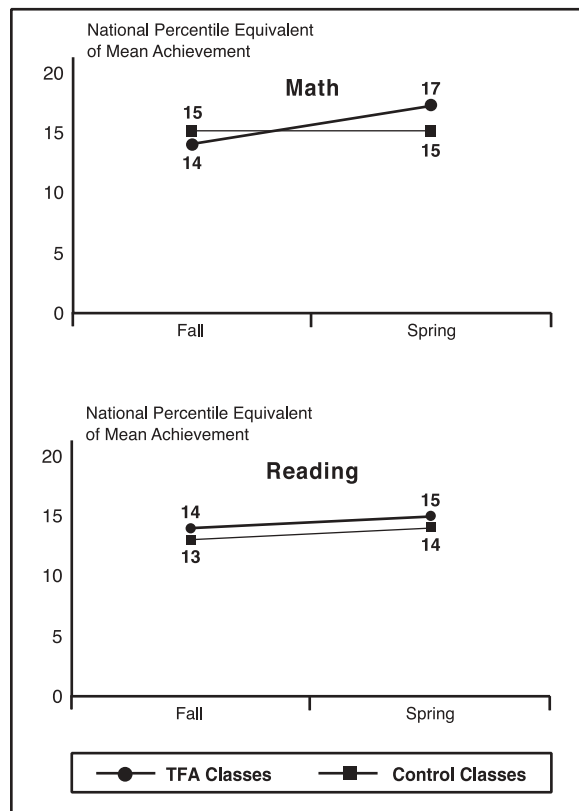 National Percentile Equivalent
of Mean Achievement
20
Math
17
15
15
14
15
10
5
0
Fall
Spring
National Percentile Equivalent
of Mean Achievement
20
Reading
14
15
15
13
14
10
5
0
Fall
Spring
TFA Classes
Control Classes